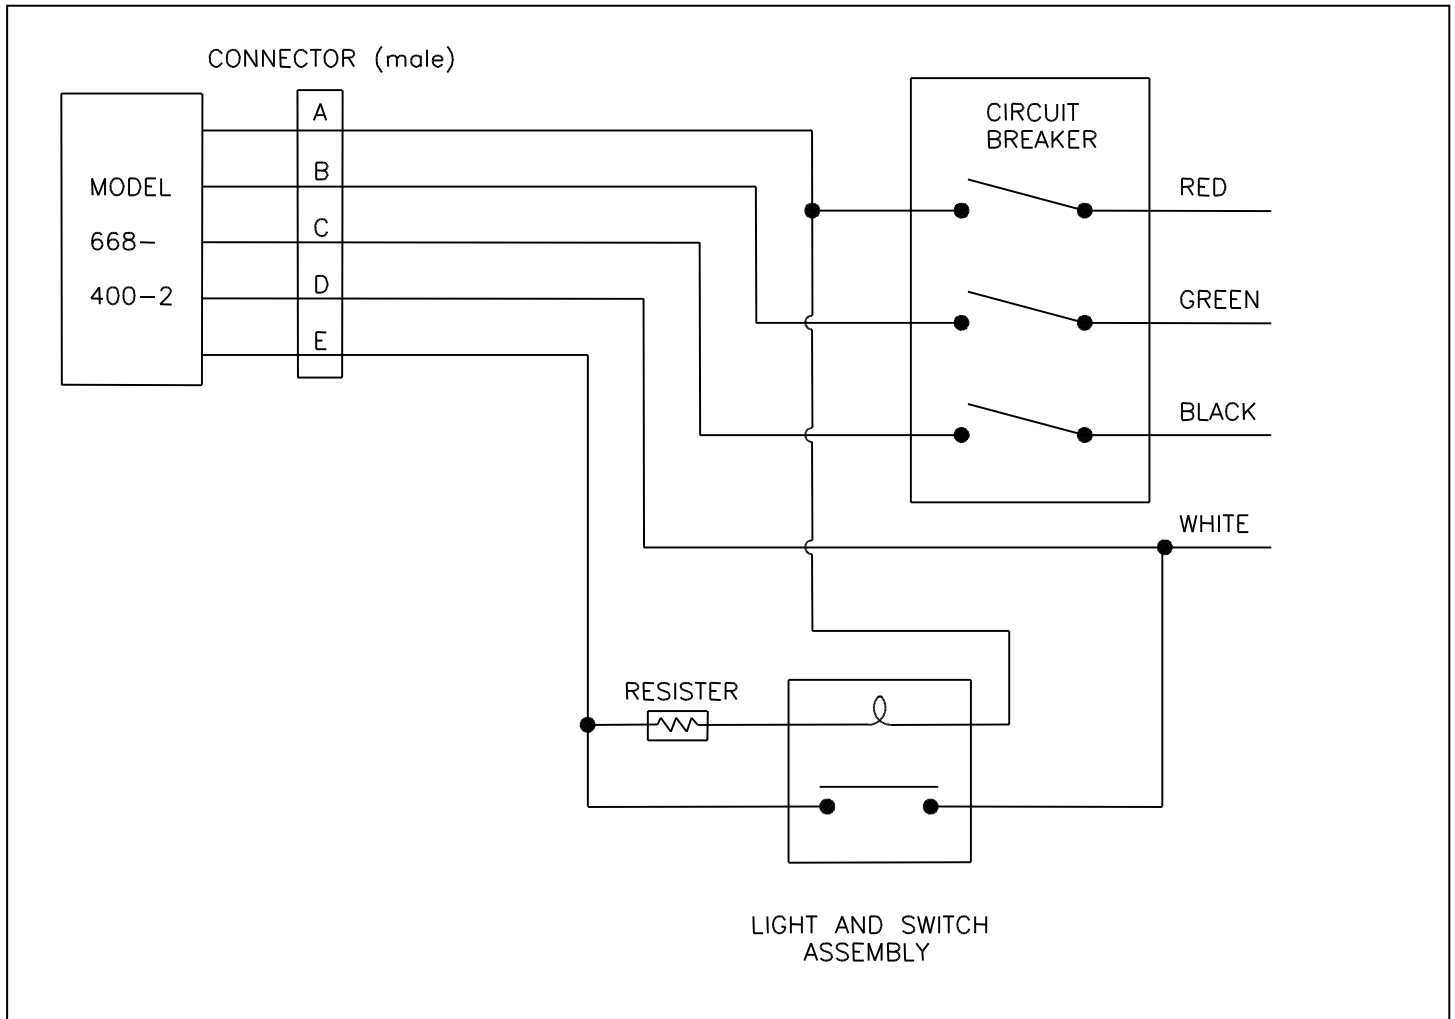 CONNECTOR (male)
A
B
C
D
E
MODEL
668-
400-2
CIRCUIT
BREAKER
RED
GREEN
BLACK
WHITE
RESISTER
LIGHT AND SWITCH
ASSEMBLY